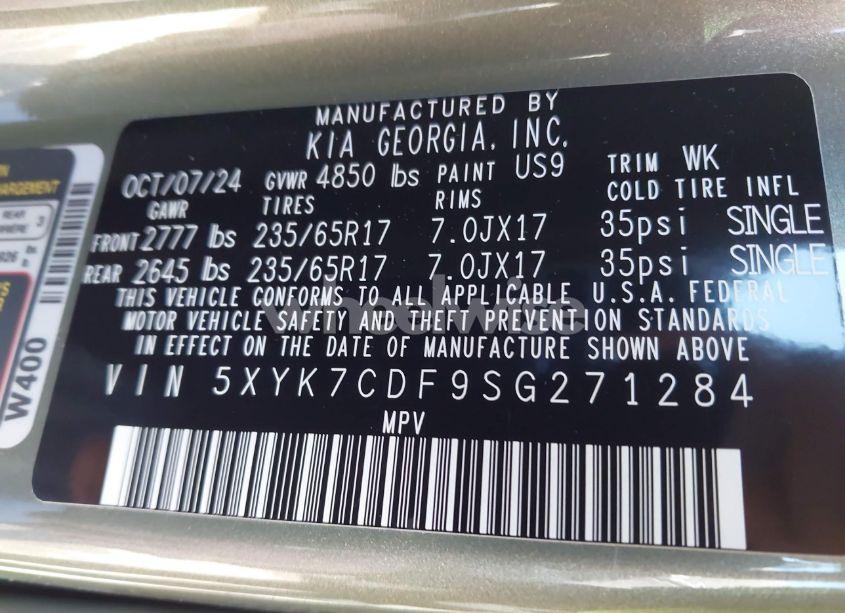 MANUFACTURED BY
KIA GEORGIA, INC.
OCT/07/24 GVWR 4850 lbs PAINT US9 TRIM WK
GAWR TIRES RIMS COLD TIRE INFL
FRONT 2777 lbs 235/65R17 7.0JX17 35psi SINGLE
REAR 2645 lbs 235/65R17 7.0JX17 35psi SINGLE
THIS VEHICLE CONFORMS TO ALL APPLICABLE U.S.A. FEDERAL
MOTOR VEHICLE SAFETY AND THEFT PREVENTION STANDARDS
IN EFFECT ON THE DATE OF MANUFACTURE SHOWN ABOVE
VIN 5XYK7CDF9SG271284
MPV
REAR 3
W400